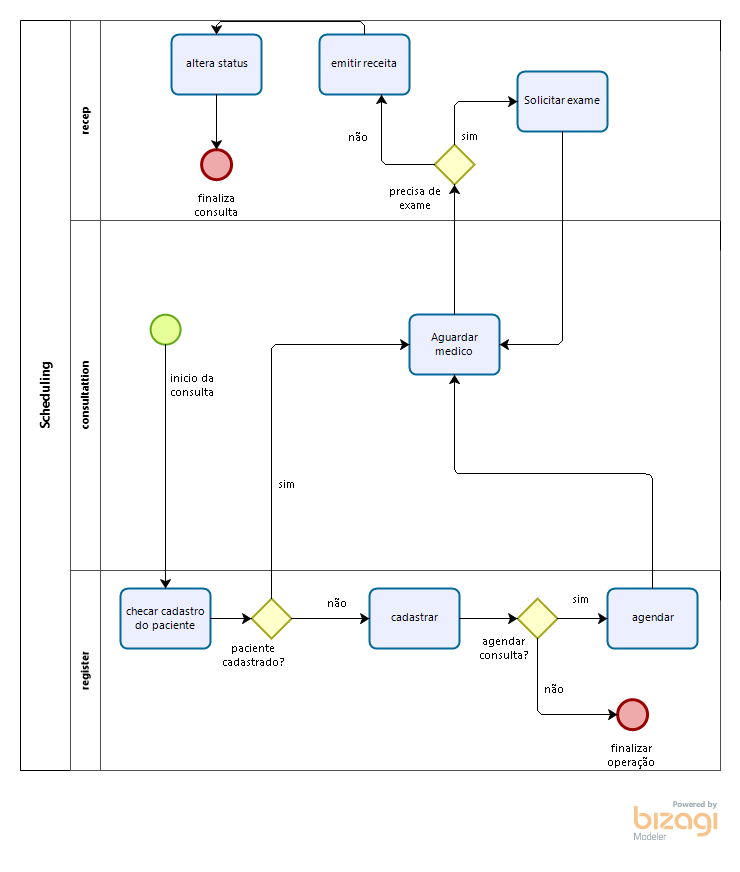 Scheduling
recep
altera status
emitir receita
Solicitar exame
não
sim
precisa de
exame
finaliza
consulta
consultattion
Aguardar
medico
inicio da
consulta
sim
register
checar cadastro
do paciente
paciente
cadastrado?
não
cadastrar
agendar
consulta?
sim
agendar
não
finalizar
operação
Powered by
bizagi
Modeler